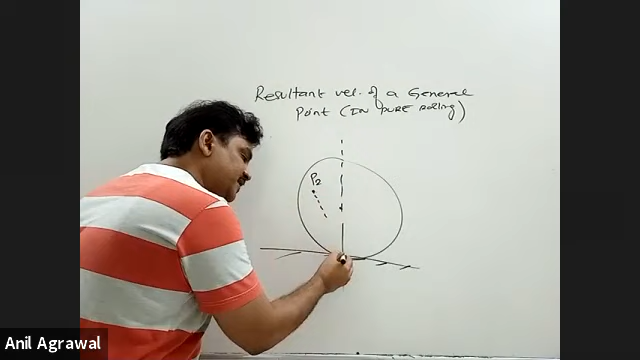 Resultant vel. of a General
Point (IN PURE Rolling)
P2
Anil Agrawal